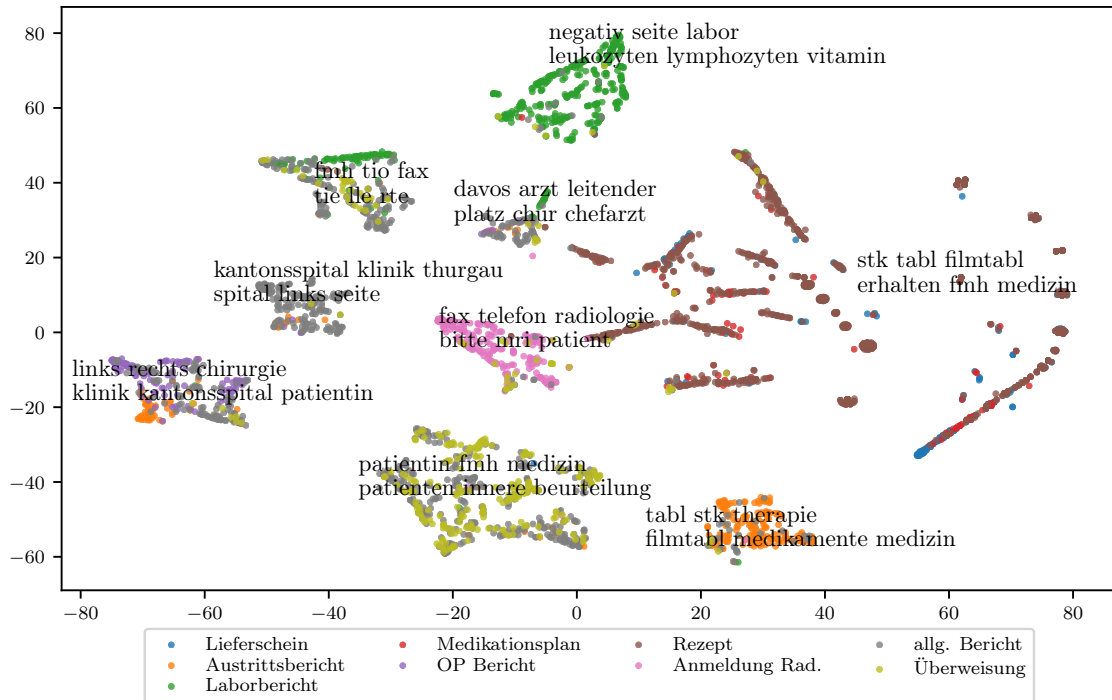 negativ seite labor
leukozyten lymphozyten vitamin
fmh tio fax
tie lle rte
davos arzt leitender
platz chur chefarzt
stk tabl filmtabl
erhalten fmh medizin
kantonsspital klinik thurgau
spital links seite
fax telefon radiologie
bitte mri patient
links rechts chirurgie
klinik kantonsspital patientin
patientin fmh medizin
patienten innere beurteilung
tabl stk therapie
filmtabl medikamente medizin
80
60
40
20
0
−20
−40
−60
−80 −60 −40 −20 0 20 40 60 80
Lieferschein Medikationsplan Rezept allg. Bericht
Austrittsbericht OP Bericht Anmeldung Rad. Überweisung
Laborbericht